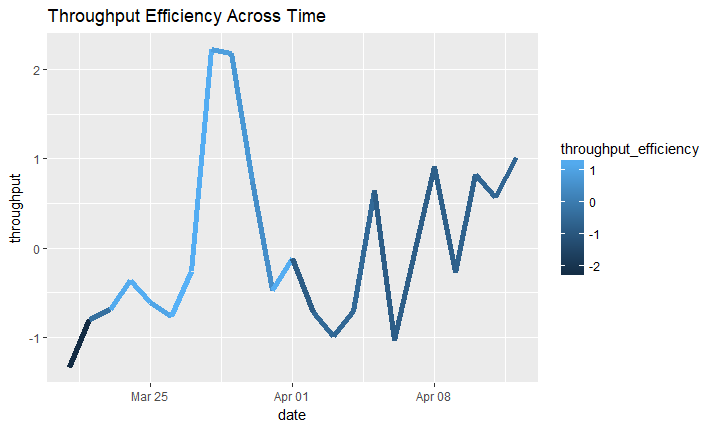 Throughput Efficiency Across Time
2
1
0
-1
throughput
Mar 25
Apr 01
Apr 08
date
throughput_efficiency
1
0
-1
-2